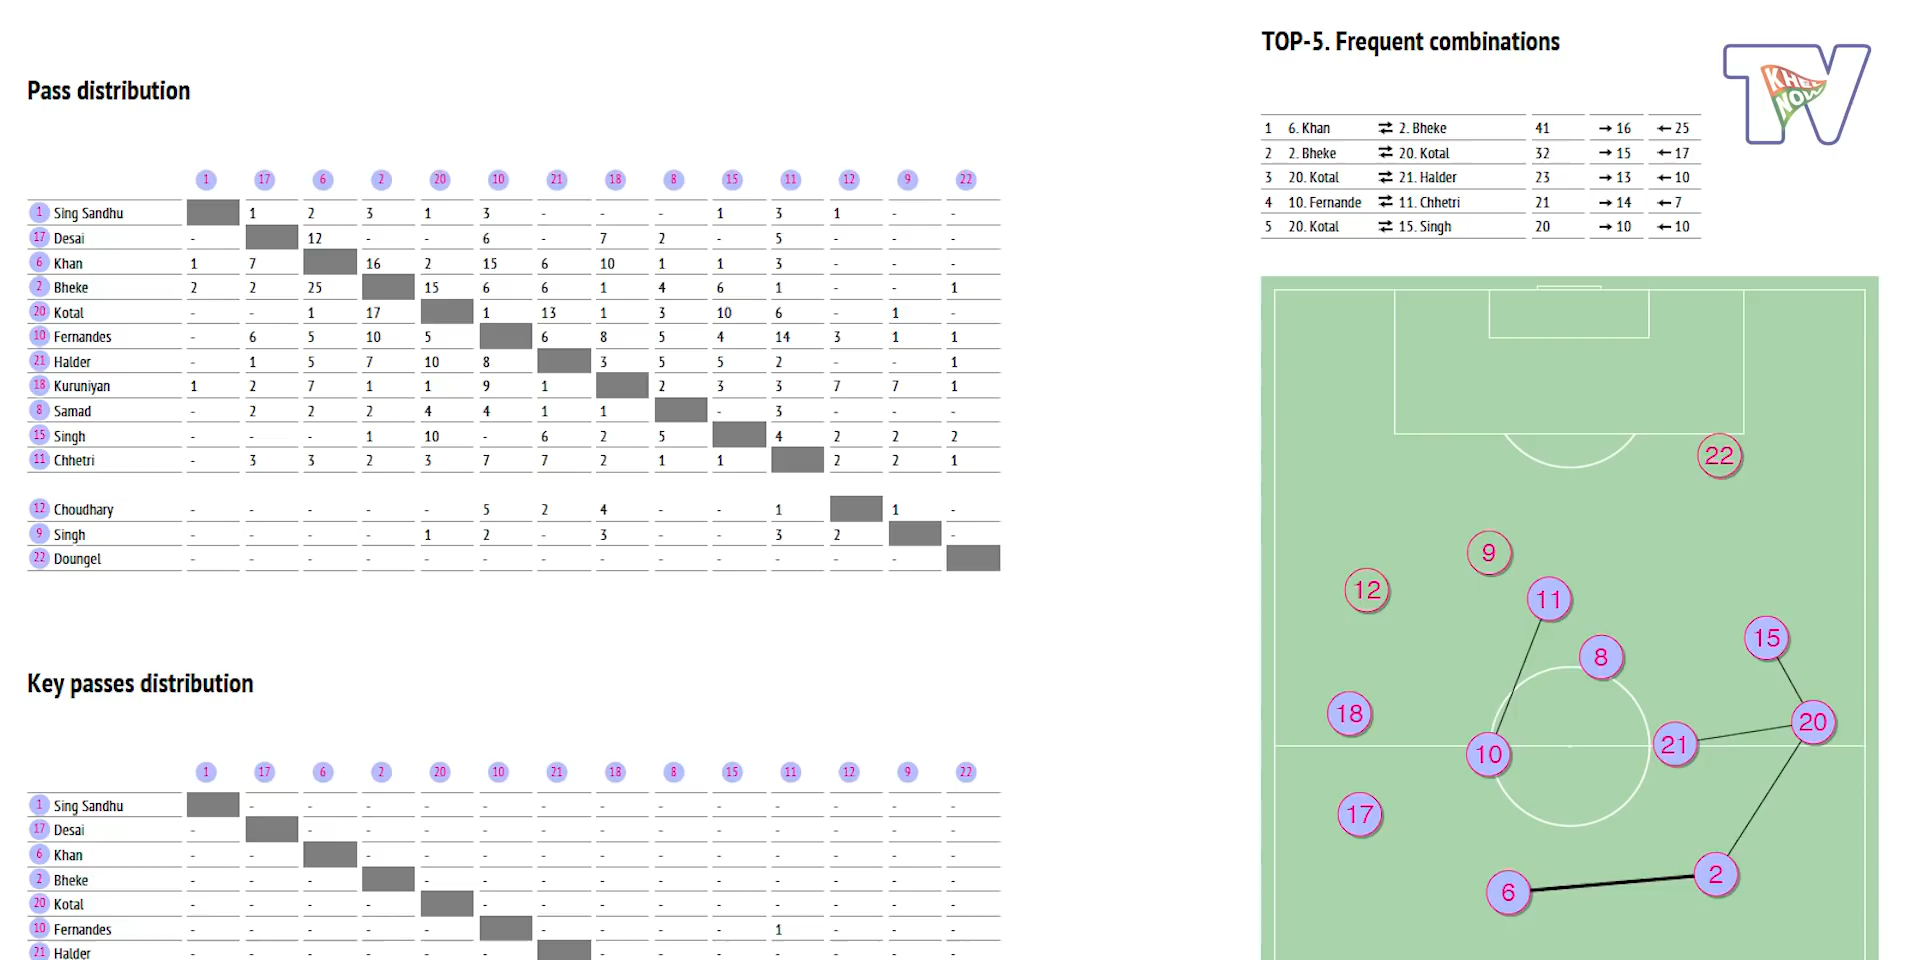 TOP-5. Frequent combinations
KHEL NOW
TV
Pass distribution
1 6. Khan ⇄ 2. Bheke 41 → 16 ← 25
2 2. Bheke ⇄ 20. Kotal 32 → 15 ← 17
3 20. Kotal ⇄ 21. Halder 23 → 13 ← 10
4 10. Fernande ⇄ 11. Chhetri 21 → 14 ← 7
5 20. Kotal ⇄ 15. Singh 20 → 10 ← 10
1 17 6 2 20 10 21 18 8 15 11 12 9 22
1 Sing Sandhu 1 2 3 1 3 - - - 1 3 1 - -
17 Desai - 12 - - 6 - 7 2 - 5 - - -
6 Khan 1 7 16 2 15 6 10 1 1 3 - - -
2 Bheke 2 2 25 15 6 6 1 4 6 1 - - 1
20 Kotal - - 1 17 1 13 1 3 10 6 - 1 -
10 Fernandes - 6 5 10 5 6 8 5 4 14 3 1 1
21 Halder - 1 5 7 10 8 3 5 5 2 - - 1
18 Kuruniyan 1 2 7 1 1 9 1 2 3 3 7 7 1
8 Samad - 2 2 2 4 4 1 1 - 3 - - -
15 Singh - - - 1 10 - 6 2 5 4 2 2 2
11 Chhetri - 3 3 2 3 7 7 2 1 1 2 2 1
12 Choudhary - - - - - 5 2 4 - - 1 1 -
9 Singh - - - - 1 2 - 3 - - 3 2 -
22 Doungel - - - - - - - - - - - - -
Key passes distribution
1 17 6 2 20 10 21 18 8 15 11 12 9 22
1 Sing Sandhu - - - - - - - - - - - - -
17 Desai - - - - - - - - - - - - -
6 Khan - - - - - - - - - - - - -
2 Bheke - - - - - - - - - - - - -
20 Kotal - - - - - - - - - - - - -
10 Fernandes - - - - - - - - - 1 - - -
21 Halder - - - - - - - - - - - - -
22
9
12
11
15
8
18
20
21
10
17
2
6